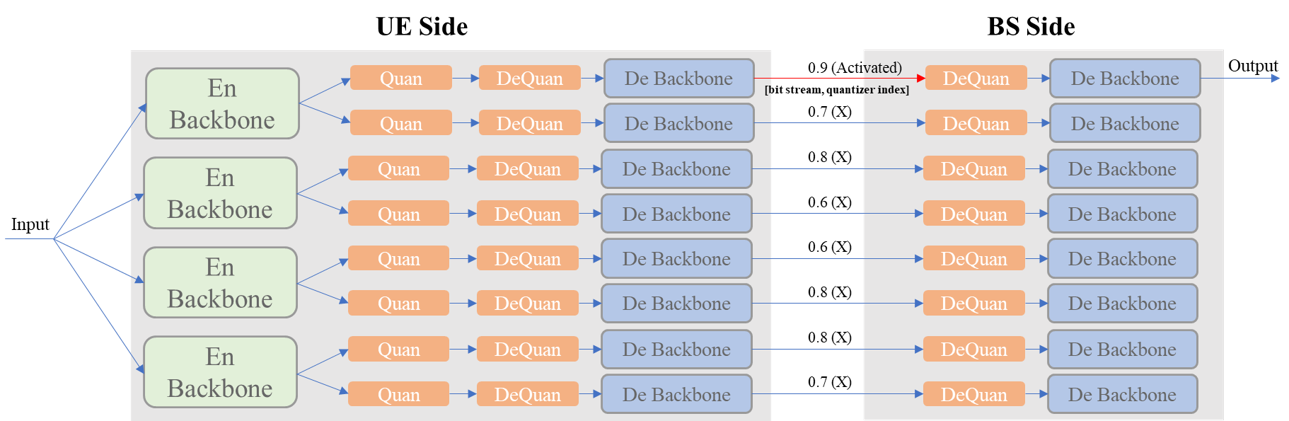 UE Side
BS Side
Input
En
Backbone
Quan
DeQuan
De Backbone
0.9 (Activated)
[bit stream, quantizer index]
DeQuan
De Backbone
Output
Quan
DeQuan
De Backbone
0.7 (X)
DeQuan
De Backbone
En
Backbone
Quan
DeQuan
De Backbone
0.8 (X)
DeQuan
De Backbone
Quan
DeQuan
De Backbone
0.6 (X)
DeQuan
De Backbone
En
Backbone
Quan
DeQuan
De Backbone
0.6 (X)
DeQuan
De Backbone
Quan
DeQuan
De Backbone
0.8 (X)
DeQuan
De Backbone
En
Backbone
Quan
DeQuan
De Backbone
0.8 (X)
DeQuan
De Backbone
Quan
DeQuan
De Backbone
0.7 (X)
DeQuan
De Backbone